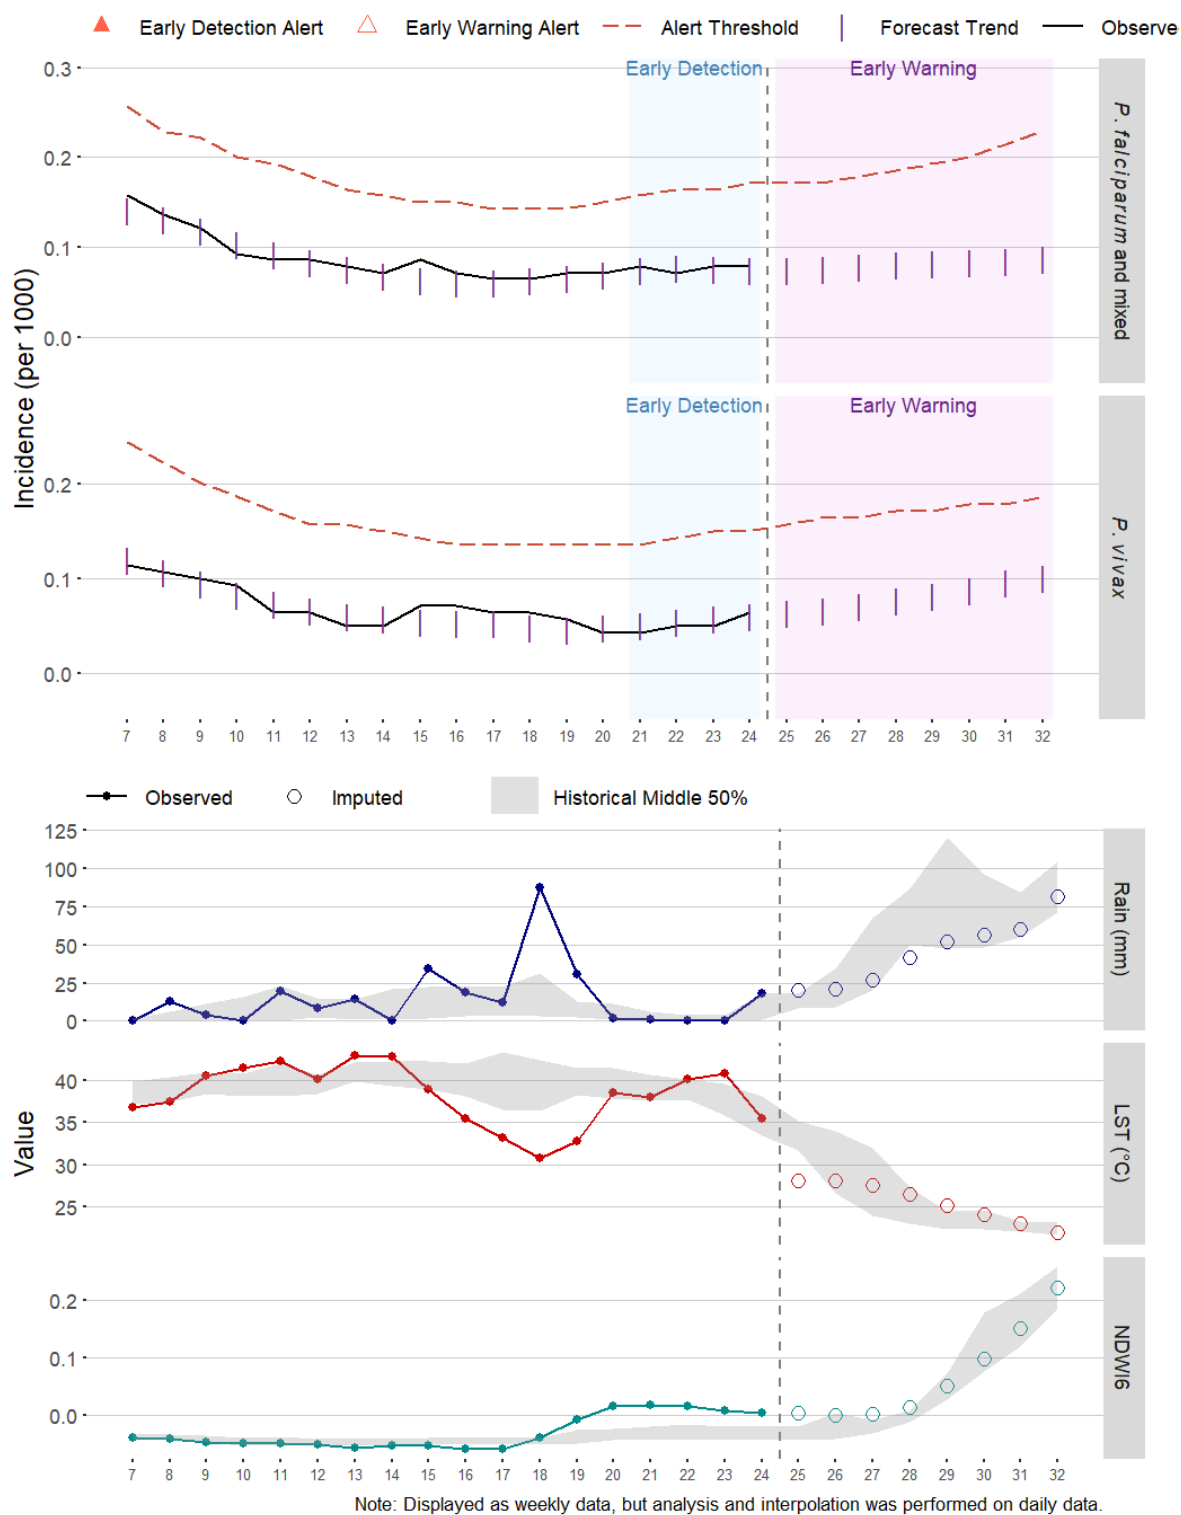 Early Detection Alert Early Warning Alert Alert Threshold Forecast Trend Observe
Incidence (per 1000)
0.3
0.2
0.1
0.0
Early Detection Early Warning
P. falciparum and mixed
0.2
0.1
0.0
Early Detection Early Warning
P. vivax
7 8 9 10 11 12 13 14 15 16 17 18 19 20 21 22 23 24 25 26 27 28 29 30 31 32
Observed Imputed Historical Middle 50%
Value
125
100
75
50
25
0
Rain (mm)
40
35
30
25
LST (°C)
0.2
0.1
0.0
NDWI6
7 8 9 10 11 12 13 14 15 16 17 18 19 20 21 22 23 24 25 26 27 28 29 30 31 32
Note: Displayed as weekly data, but analysis and interpolation was performed on daily data.